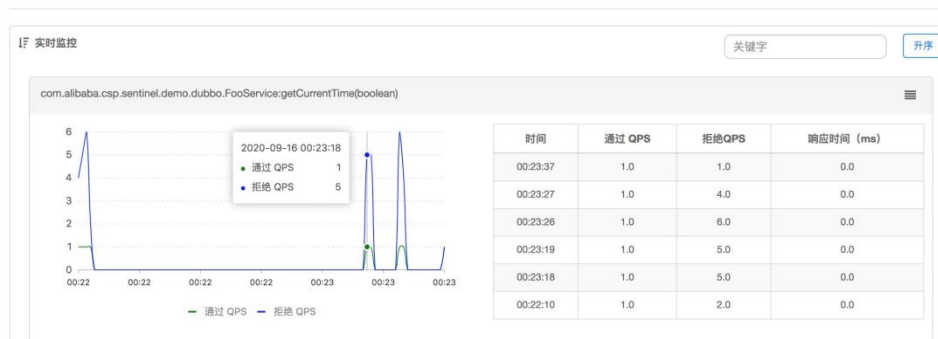 实时监控
关键字
升序
com.alibaba.csp.sentinel.demo.dubbo.FooService:getCurrentTime(boolean)
6
5
4
3
2
1
0
2020-09-16 00:23:18
通过 QPS 1
拒绝 QPS 5
00:22 00:22 00:22 00:22 00:23 00:23 00:23
通过 QPS 拒绝 QPS
时间 通过 QPS 拒绝QPS 响应时间（ms）
00:23:37 1.0 1.0 0.0
00:23:27 1.0 4.0 0.0
00:23:26 1.0 6.0 0.0
00:23:19 1.0 5.0 0.0
00:23:18 1.0 5.0 0.0
00:22:10 1.0 2.0 0.0